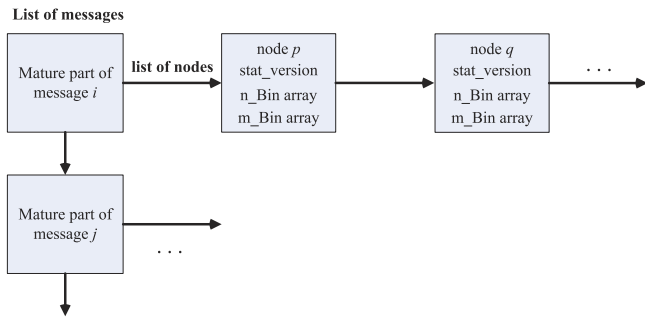 List of messages
Mature part of
message i
list of nodes
node p
stat_version
n_Bin array
m_Bin array
node q
stat_version
n_Bin array
m_Bin array
. . .
Mature part of
message j
. . .